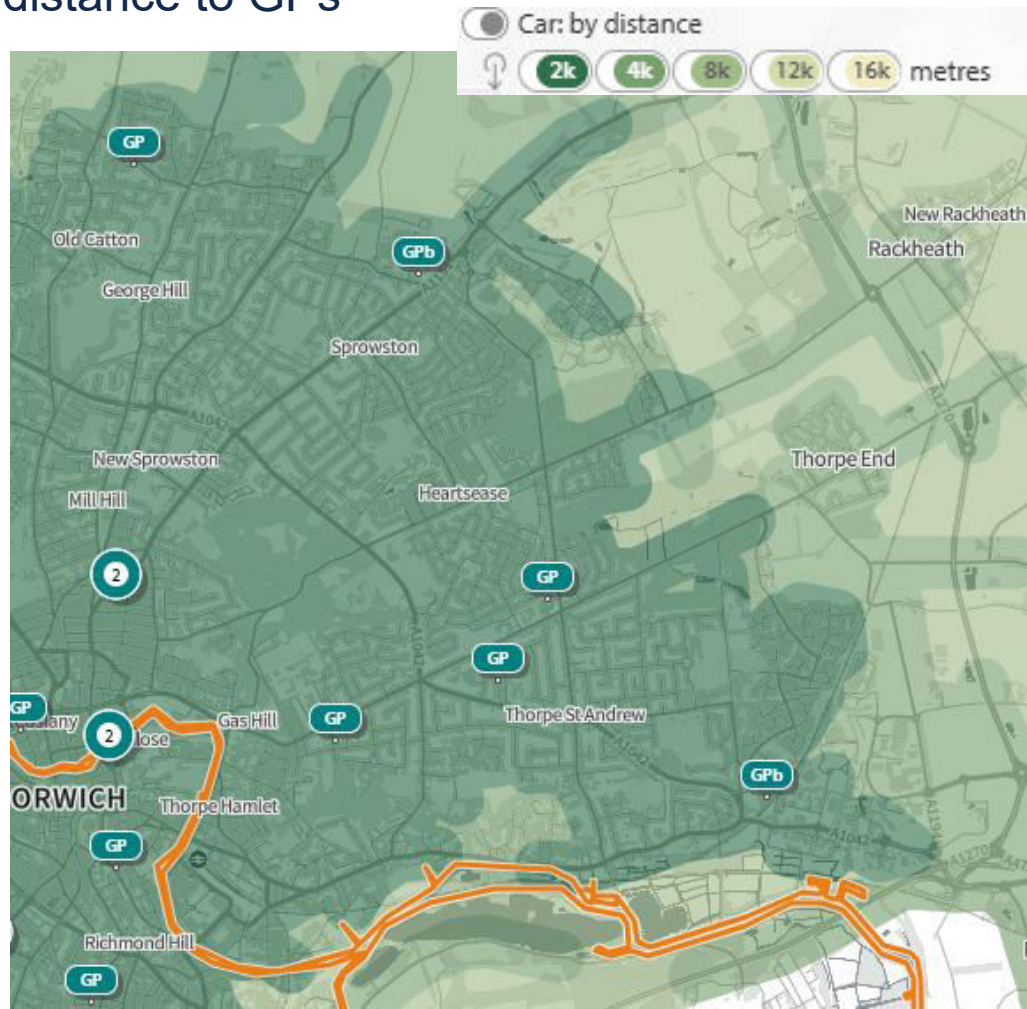 distance to GPs
Car: by distance
2k 4k 8k 12k 16k metres
GP
New Rackheath
Old Catton
GPb
Rackheath
George Hill
Sprowston
A1042
A1270
New Sprowston
Thorpe End
Mill Hill
Heartsease
2
GP
A1042
GP
GP
GP
Gas Hill
Thorpe St Andrew
2
A1042
GPb
ORWICH
Thorpe Hamlet
A1042
GP
A1270
Richmond Hill
GP